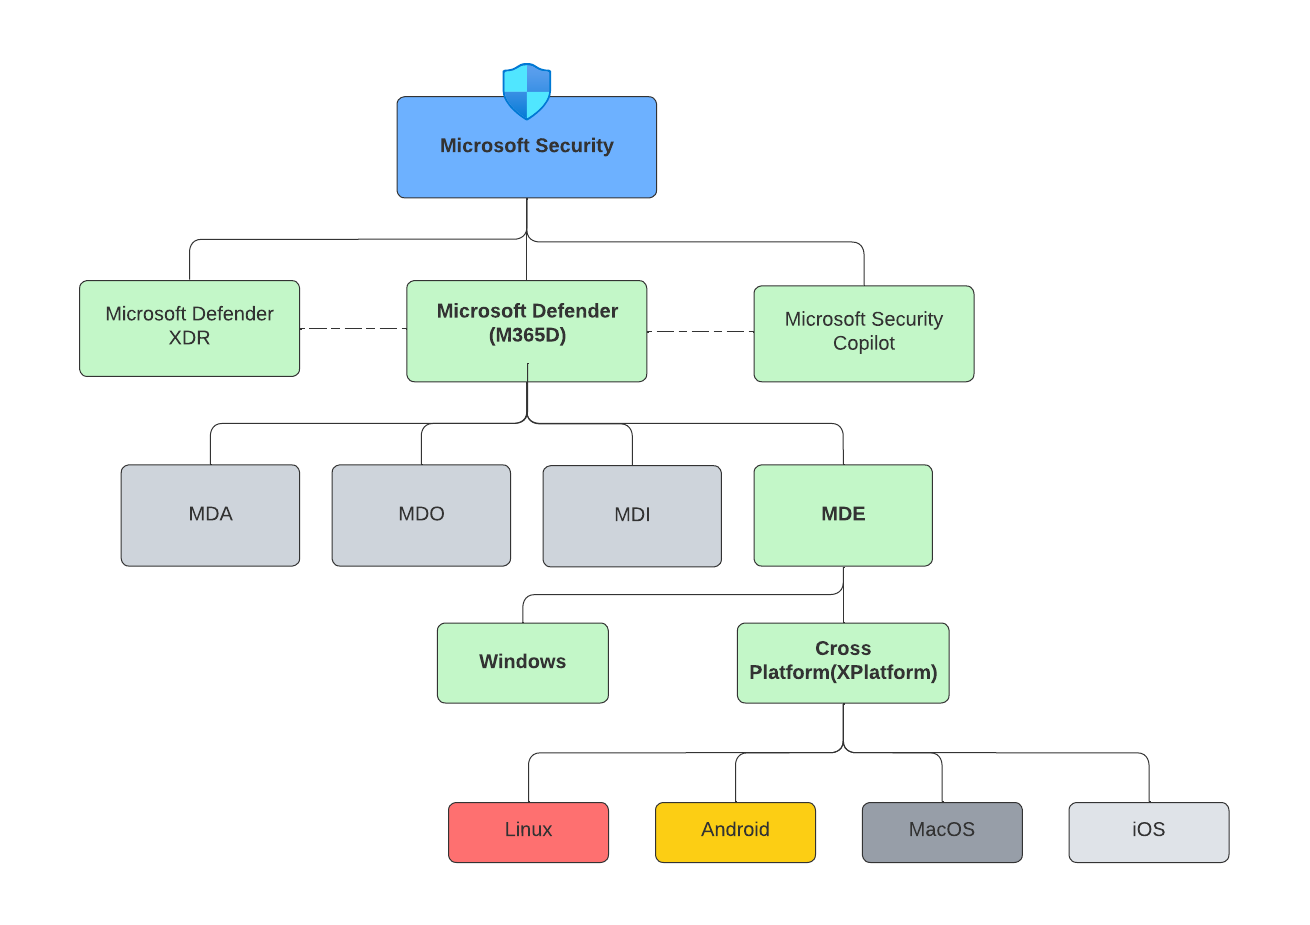 Microsoft Security
Microsoft Defender
XDR
Microsoft Defender
(M365D)
Microsoft Security
Copilot
MDA
MDO
MDI
MDE
Windows
Cross
Platform(XPlatform)
Linux
Android
MacOS
iOS